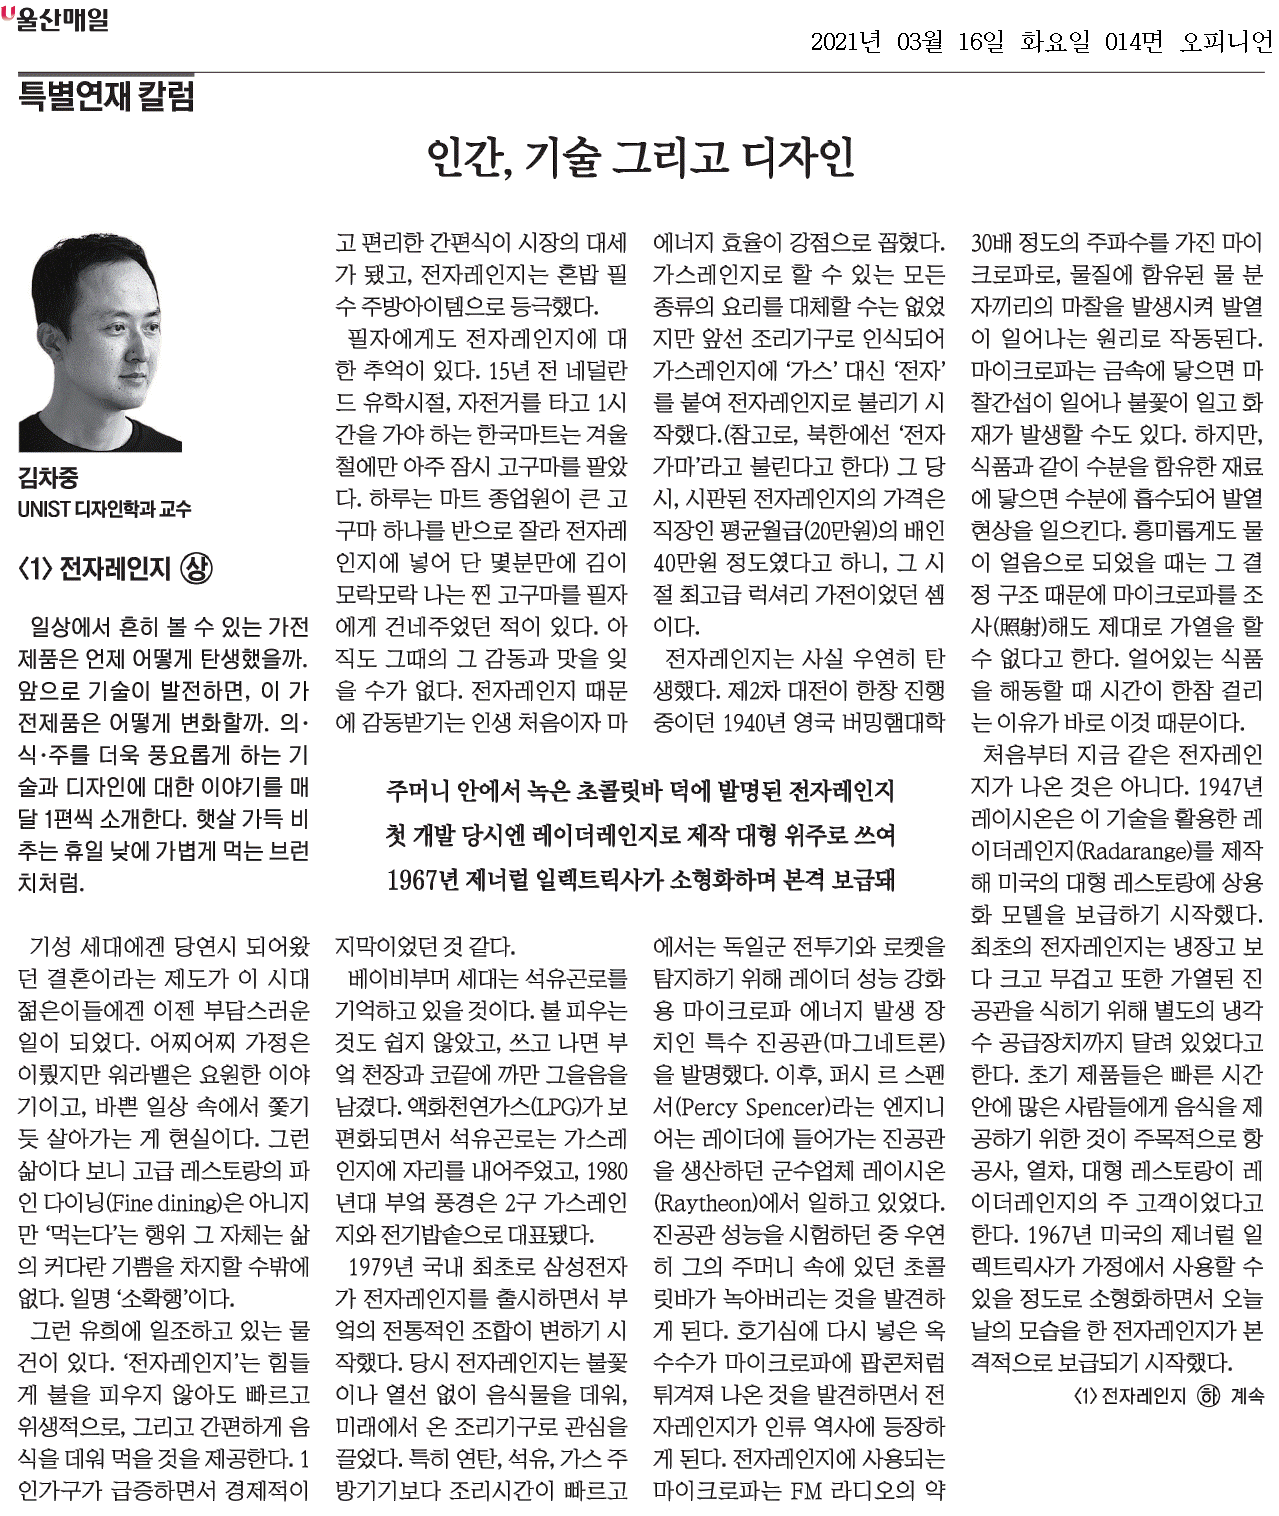 울산매일
2021년 03월 16일 화요일 014면 오피니언
특별연재 칼럼
인간, 기술 그리고 디자인
김차중
UNIST 디자인학과 교수
<1> 전자레인지 ㊤
일상에서 흔히 볼 수 있는 가전
제품은 언제 어떻게 탄생했을까.
앞으로 기술이 발전하면, 이 가
전제품은 어떻게 변화할까. 의·
식·주를 더욱 풍요롭게 하는 기
술과 디자인에 대한 이야기를 매
달 1편씩 소개한다. 햇살 가득 비
추는 휴일 낮에 가볍게 먹는 브런
치처럼.
기성 세대에겐 당연시 되어왔
던 결혼이라는 제도가 이 시대
젊은이들에겐 이젠 부담스러운
일이 되었다. 어찌어찌 가정은
이뤘지만 워라밸은 요원한 이야
기이고, 바쁜 일상 속에서 쫓기
듯 살아가는 게 현실이다. 그런
삶이다 보니 고급 레스토랑의 파
인 다이닝(Fine dining)은 아니지
만 ‘먹는다’는 행위 그 자체는 삶
의 커다란 기쁨을 차지할 수밖에
없다. 일명 ‘소확행’이다.
그런 유희에 일조하고 있는 물
건이 있다. ‘전자레인지’는 힘들
게 불을 피우지 않아도 빠르고
위생적으로, 그리고 간편하게 음
식을 데워 먹을 것을 제공한다. 1
인가구가 급증하면서 경제적이
고 편리한 간편식이 시장의 대세
가 됐고, 전자레인지는 혼밥 필
수 주방아이템으로 등극했다.
필자에게도 전자레인지에 대
한 추억이 있다. 15년 전 네덜란
드 유학시절, 자전거를 타고 1시
간을 가야 하는 한국마트는 겨울
철에만 아주 잠시 고구마를 팔았
다. 하루는 마트 종업원이 큰 고
구마 하나를 반으로 잘라 전자레
인지에 넣어 단 몇분만에 김이
모락모락 나는 찐 고구마를 필자
에게 건네주었던 적이 있다. 아
직도 그때의 그 감동과 맛을 잊
을 수가 없다. 전자레인지 때문
에 감동받기는 인생 처음이자 마
주머니 안에서 녹은 초콜릿바 덕에 발명된 전자레인지
첫 개발 당시엔 레이더레인지로 제작 대형 위주로 쓰여
1967년 제너럴 일렉트릭사가 소형화하며 본격 보급돼
지막이었던 것 같다.
베이비부머 세대는 석유곤로를
기억하고 있을 것이다. 불 피우는
것도 쉽지 않았고, 쓰고 나면 부
엌 천장과 코끝에 까만 그을음을
남겼다. 액화천연가스(LPG)가 보
편화되면서 석유곤로는 가스레
인지에 자리를 내어주었고, 1980
년대 부엌 풍경은 2구 가스레인
지와 전기밥솥으로 대표됐다.
1979년 국내 최초로 삼성전자
가 전자레인지를 출시하면서 부
엌의 전통적인 조합이 변하기 시
작했다. 당시 전자레인지는 불꽃
이나 열선 없이 음식물을 데워,
미래에서 온 조리기구로 관심을
끌었다. 특히 연탄, 석유, 가스 주
방기기보다 조리시간이 빠르고
에너지 효율이 강점으로 꼽혔다.
가스레인지로 할 수 있는 모든
종류의 요리를 대체할 수는 없었
지만 앞선 조리기구로 인식되어
가스레인지에 ‘가스’ 대신 ‘전자’
를 붙여 전자레인지로 불리기 시
작했다.(참고로, 북한에선 ‘전자
가마’라고 불린다고 한다) 그 당
시, 시판된 전자레인지의 가격은
직장인 평균월급(20만원)의 배인
40만원 정도였다고 하니, 그 시
절 최고급 럭셔리 가전이었던 셈
이다.
전자레인지는 사실 우연히 탄
생했다. 제2차 대전이 한창 진행
중이던 1940년 영국 버밍햄대학
에서는 독일군 전투기와 로켓을
탐지하기 위해 레이더 성능 강화
용 마이크로파 에너지 발생 장
치인 특수 진공관(마그네트론)
을 발명했다. 이후, 퍼시 르 스펜
서(Percy Spencer)라는 엔지니
어는 레이더에 들어가는 진공관
을 생산하던 군수업체 레이시온
(Raytheon)에서 일하고 있었다.
진공관 성능을 시험하던 중 우연
히 그의 주머니 속에 있던 초콜
릿바가 녹아버리는 것을 발견하
게 된다. 호기심에 다시 넣은 옥
수수가 마이크로파에 팝콘처럼
튀겨져 나온 것을 발견하면서 전
자레인지가 인류 역사에 등장하
게 된다. 전자레인지에 사용되는
마이크로파는 FM 라디오의 약
30배 정도의 주파수를 가진 마이
크로파로, 물질에 함유된 물 분
자끼리의 마찰을 발생시켜 발열
이 일어나는 원리로 작동된다.
마이크로파는 금속에 닿으면 마
찰간섭이 일어나 불꽃이 일고 화
재가 발생할 수도 있다. 하지만,
식품과 같이 수분을 함유한 재료
에 닿으면 수분에 흡수되어 발열
현상을 일으킨다. 흥미롭게도 물
이 얼음으로 되었을 때는 그 결
정 구조 때문에 마이크로파를 조
사(照射)해도 제대로 가열을 할
수 없다고 한다. 얼어있는 식품
을 해동할 때 시간이 한참 걸리
는 이유가 바로 이것 때문이다.
처음부터 지금 같은 전자레인
지가 나온 것은 아니다. 1947년
레이시온은 이 기술을 활용한 레
이더레인지(Radarange)를 제작
해 미국의 대형 레스토랑에 상용
화 모델을 보급하기 시작했다.
최초의 전자레인지는 냉장고 보
다 크고 무겁고 또한 가열된 진
공관을 식히기 위해 별도의 냉각
수 공급장치까지 달려 있었다고
한다. 초기 제품들은 빠른 시간
안에 많은 사람들에게 음식을 제
공하기 위한 것이 주목적으로 항
공사, 열차, 대형 레스토랑이 레
이더레인지의 주 고객이었다고
한다. 1967년 미국의 제너럴 일
렉트릭사가 가정에서 사용할 수
있을 정도로 소형화하면서 오늘
날의 모습을 한 전자레인지가 본
격적으로 보급되기 시작했다.
<1> 전자레인지 ㊦ 계속